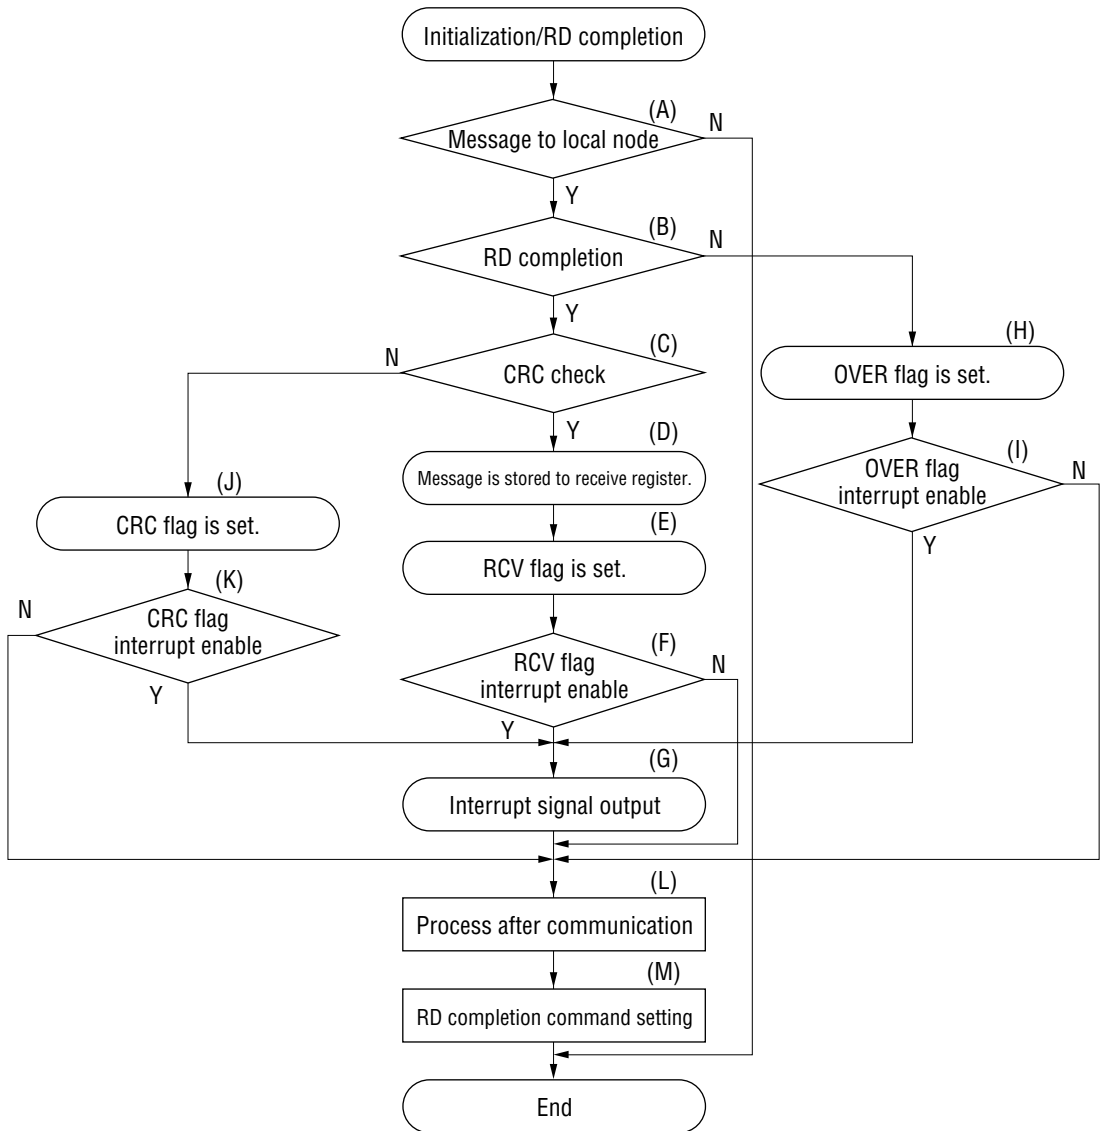 Initialization/RD completion
(A)
N
Message to local node
Y
(B)
N
RD completion
Y
(C)
N
CRC check
Y
(H)
OVER flag is set.
(D)
Message is stored to receive register.
(I)
OVER flag
interrupt enable
N
Y
(J)
CRC flag is set.
(E)
RCV flag is set.
(K)
N
CRC flag
interrupt enable
Y
(F)
N
RCV flag
interrupt enable
Y
(G)
Interrupt signal output
(L)
Process after communication
(M)
RD completion command setting
End